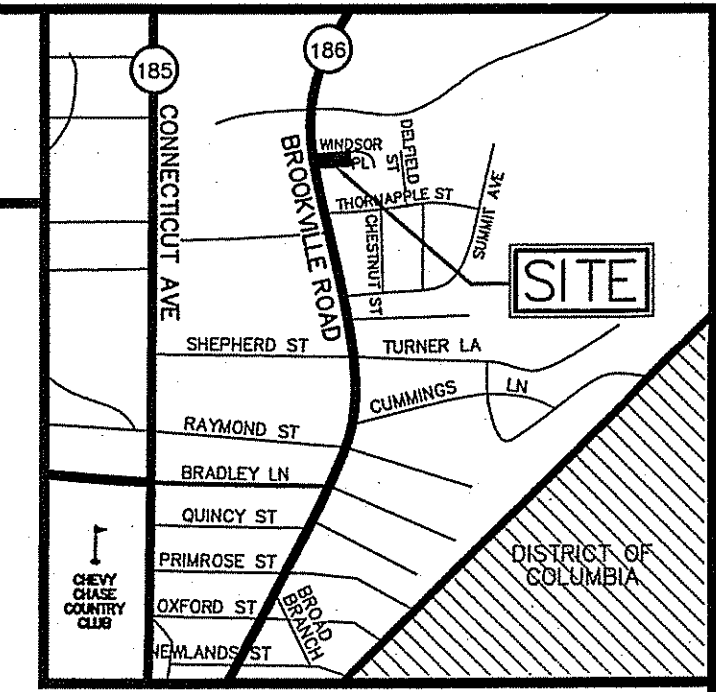 185
186
CONNECTICUT AVE
BROOKVILLE ROAD
WINDSOR
PL
DELFIELD
ST
THORNAPPLE ST
CHESTNUT ST
SUMMIT AVE
SITE
SHEPHERD ST
TURNER LA
CUMMINGS
LN
RAYMOND ST
BRADLEY LN
QUINCY ST
PRIMROSE ST
OXFORD ST
NEWLANDS ST
BROAD
BRANCH
CHEVY
CHASE
COUNTRY
CLUB
DISTRICT OF
COLUMBIA